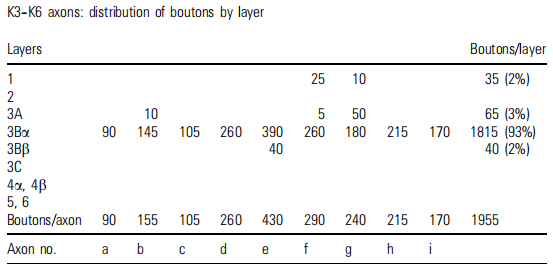 K3–K6 axons: distribution of boutons by layer
Layers Boutons/layer
1 25 10 35 (2%)
2
3A 10 5 50 65 (3%)
3Bα 90 145 105 260 390 260 180 215 170 1815 (93%)
3Bβ 40 40 (2%)
3C
4α, 4β
5, 6
Boutons/axon 90 155 105 260 430 290 240 215 170 1955
Axon no. a b c d e f g h i